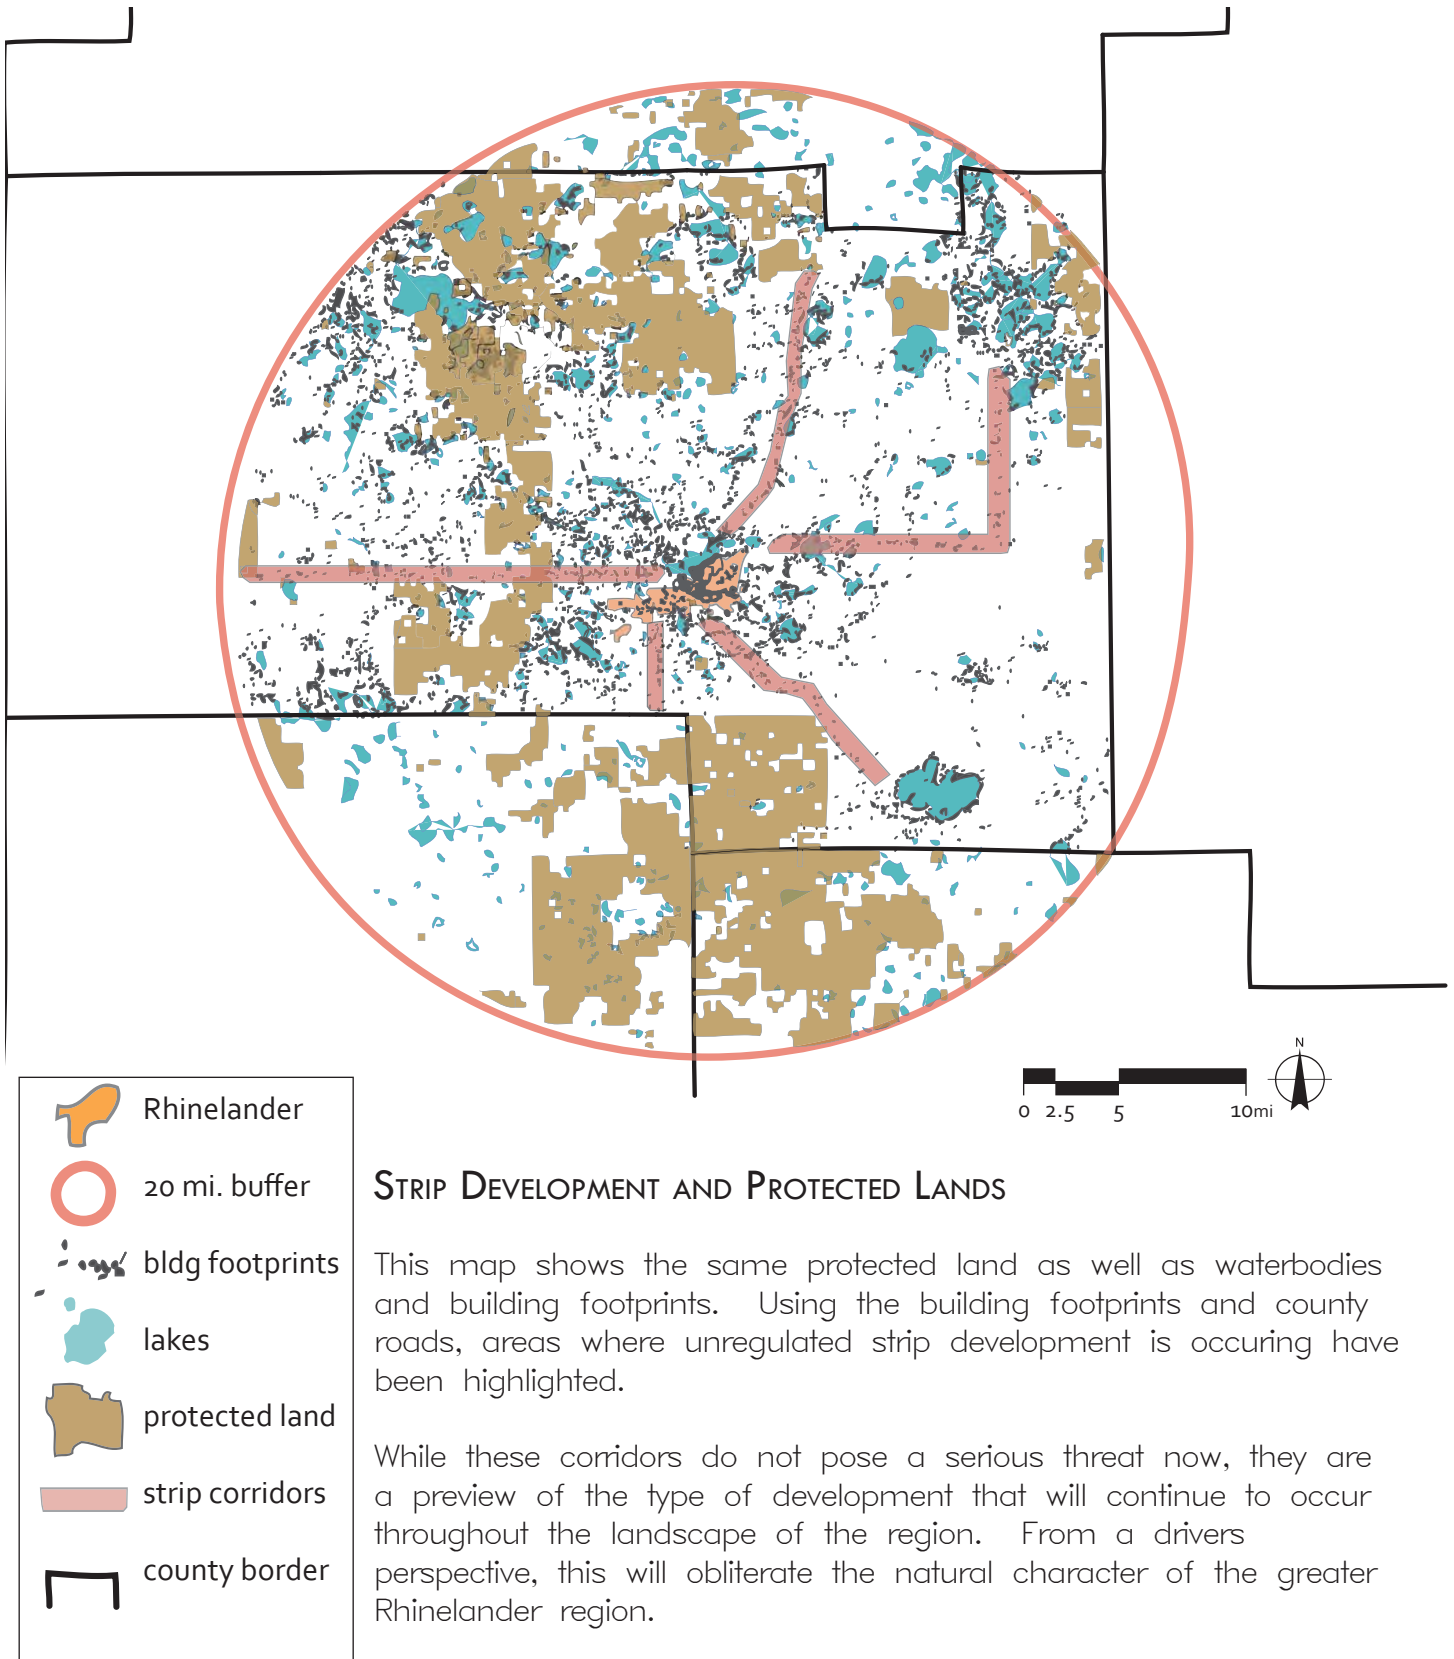 N
0 2.5 5 10mi
Rhinelander
20 mi. buffer
bldg footprints
lakes
protected land
strip corridors
county border
Strip Development and Protected Lands
This map shows the same protected land as well as waterbodies
and building footprints. Using the building footprints and county
roads, areas where unregulated strip development is occuring have
been highlighted.
While these corridors do not pose a serious threat now, they are
a preview of the type of development that will continue to occur
throughout the landscape of the region. From a drivers
perspective, this will obliterate the natural character of the greater
Rhinelander region.